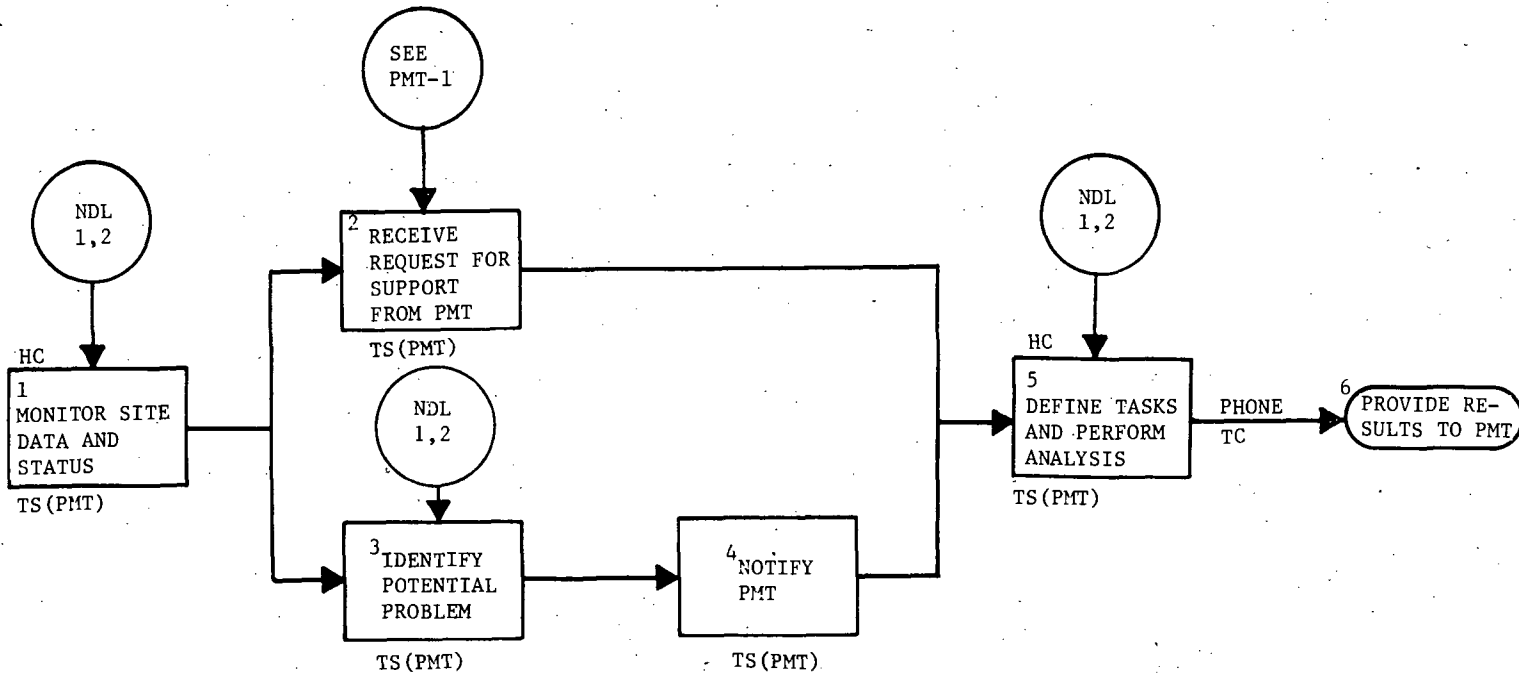 SEE
PMT-1
NDL
1,2
HC
1
MONITOR SITE
DATA AND
STATUS
TS(PMT)
2
RECEIVE
REQUEST FOR
SUPPORT
FROM PMT
TS(PMT)
NDL
1,2
3
IDENTIFY
POTENTIAL
PROBLEM
TS(PMT)
4
NOTIFY
PMT
TS(PMT)
NDL
1,2
HC
5
DEFINE TASKS
AND PERFORM
ANALYSIS
TS(PMT)
PHONE
TC
6
PROVIDE RE-
SULTS TO PMT